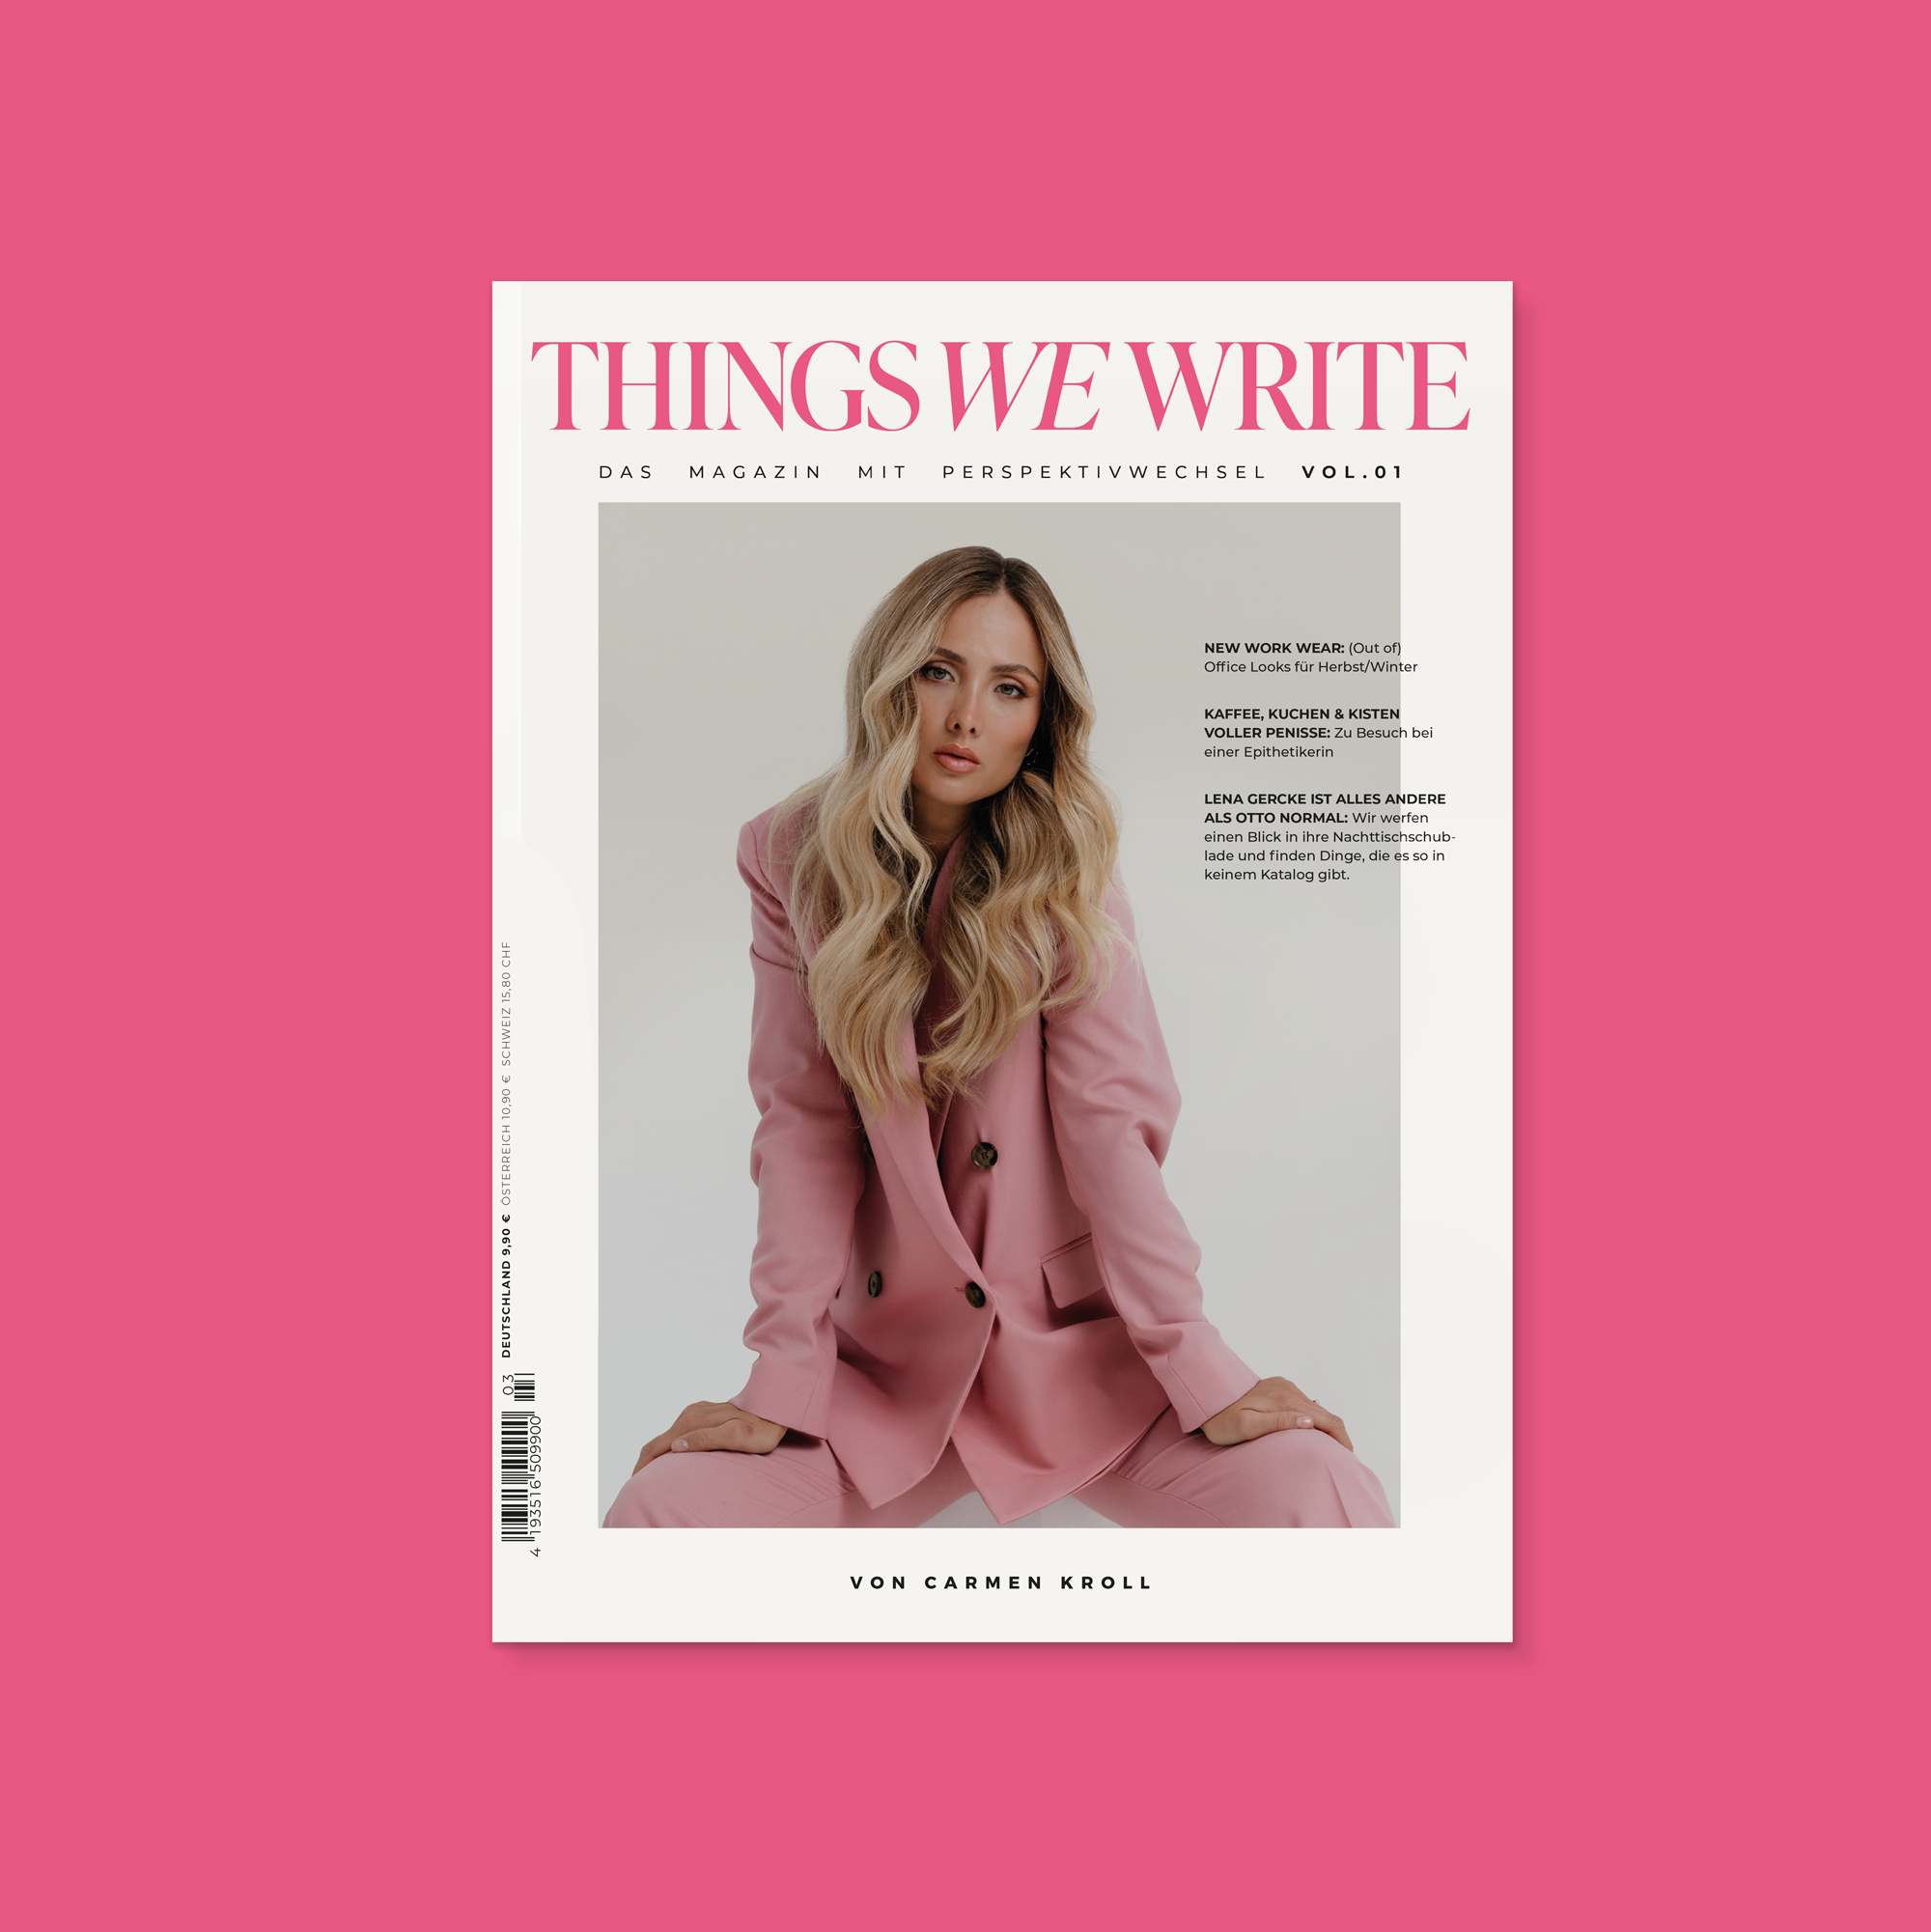 THINGS WE WRITE
DAS MAGAZIN MIT PERSPEKTIVWECHSEL VOL.01
NEW WORK WEAR: (Out of)
Office Looks für Herbst/Winter
KAFFEE, KUCHEN & KISTEN
VOLLER PENISSE: Zu Besuch bei
einer Epithetikerin
LENA GERCKE IST ALLES ANDERE
ALS OTTO NORMAL: Wir werfen
einen Blick in ihre Nachttischschub-
lade und finden Dinge, die es so in
keinem Katalog gibt.
DEUTSCHLAND 9,90 € ÖSTERREICH 10,90 € SCHWEIZ 15,80 CHF
03
4 193516 509900
VON CARMEN KROLL